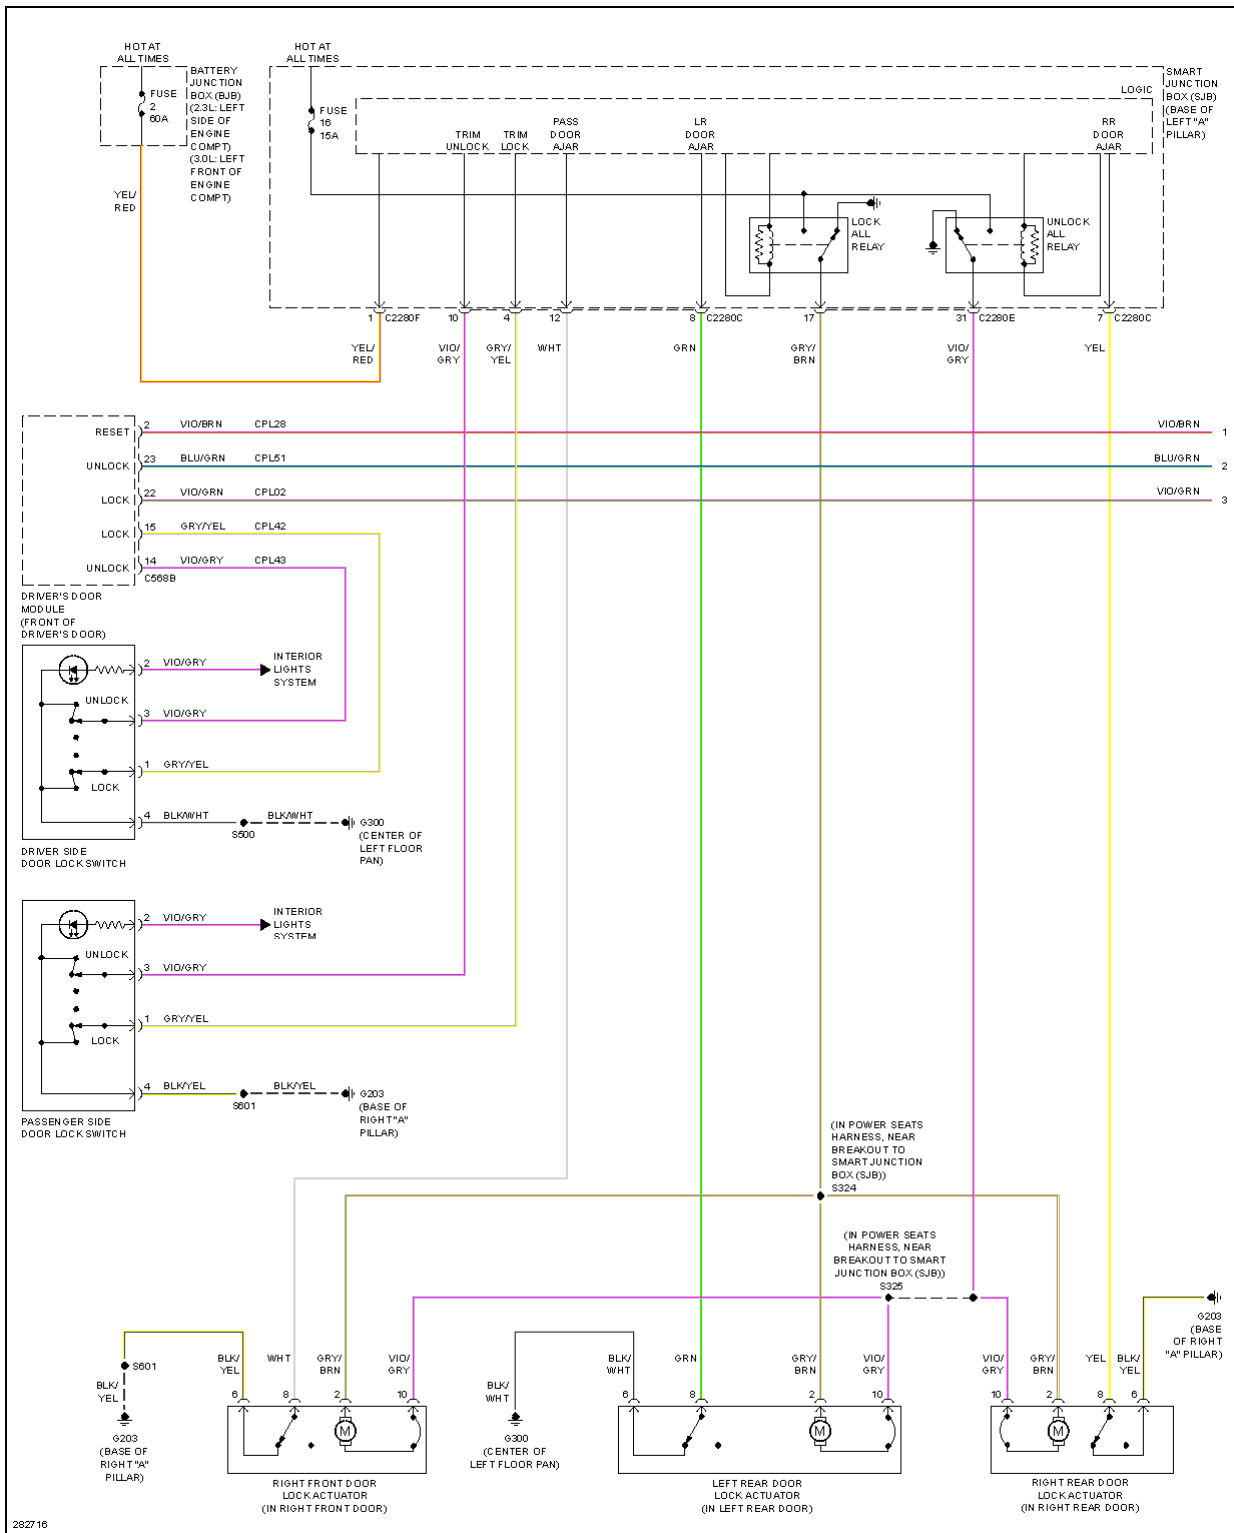 HOT AT
ALL TIMES
HOT AT
ALL TIMES
FUSE
2
60A
BATTERY
JUNCTION
BOX (BJB)
(2.3L: LEFT
SIDE OF
ENGINE
COMPT)
(3.0L: LEFT
FRONT OF
ENGINE
COMPT)
FUSE
16
15A
LOGIC
SMART
JUNCTION
BOX (SJB)
(BASE OF
LEFT "A"
PILLAR)
TRIM
UNLOCK
TRIM
LOCK
PASS
DOOR
AJAR
LR
DOOR
AJAR
RR
DOOR
AJAR
YEL/
RED
LOCK
ALL
RELAY
UNLOCK
ALL
RELAY
1 C2280F 10 4 12 8 C2280C 17 31 C2280E 7 C2280C
YEL/
RED
VIO/
GRY
GRY/
YEL
WHT
GRN
GRY/
BRN
VIO/
GRY
YEL
RESET 2 VIO/BRN CPL28 VIO/BRN 1
UNLOCK 23 BLU/GRN CPL51 BLU/GRN 2
LOCK 22 VIO/GRN CPL02 VIO/GRN 3
LOCK 15 GRY/YEL CPL42
UNLOCK 14 VIO/GRY CPL43
C568B
DRIVER'S DOOR
MODULE
(FRONT OF
DRIVER'S DOOR)
2 VIO/GRY
INTERIOR
LIGHTS
SYSTEM
UNLOCK
3 VIO/GRY
1 GRY/YEL
LOCK
4 BLK/WHT BLK/WHT
S500
G300
(CENTER OF
LEFT FLOOR
PAN)
DRIVER SIDE
DOOR LOCK SWITCH
2 VIO/GRY
INTERIOR
LIGHTS
SYSTEM
UNLOCK
3 VIO/GRY
1 GRY/YEL
LOCK
4 BLK/YEL BLK/YEL
S601
G203
(BASE OF
RIGHT "A"
PILLAR)
PASSENGER SIDE
DOOR LOCK SWITCH
(IN POWER SEATS
HARNESS, NEAR
BREAKOUT TO
SMART JUNCTION
BOX (SJB))
S324
(IN POWER SEATS
HARNESS, NEAR
BREAKOUT TO SMART
JUNCTION BOX (SJB))
S325
G203
(BASE
OF RIGHT
"A" PILLAR)
S601
BLK/
YEL
G203
(BASE OF
RIGHT "A"
PILLAR)
BLK/
YEL
WHT
GRY/
BRN
VIO/
GRY
6 8 2 10
M
RIGHT FRONT DOOR
LOCK ACTUATOR
(IN RIGHT FRONT DOOR)
BLK/
WHT
G300
(CENTER OF
LEFT FLOOR PAN)
BLK/
WHT
GRN
GRY/
BRN
VIO/
GRY
6 8 2 10
M
LEFT REAR DOOR
LOCK ACTUATOR
(IN LEFT REAR DOOR)
VIO/
GRY
GRY/
BRN
YEL
BLK/
YEL
10 2 8 6
M
RIGHT REAR DOOR
LOCK ACTUATOR
(IN RIGHT REAR DOOR)
282716